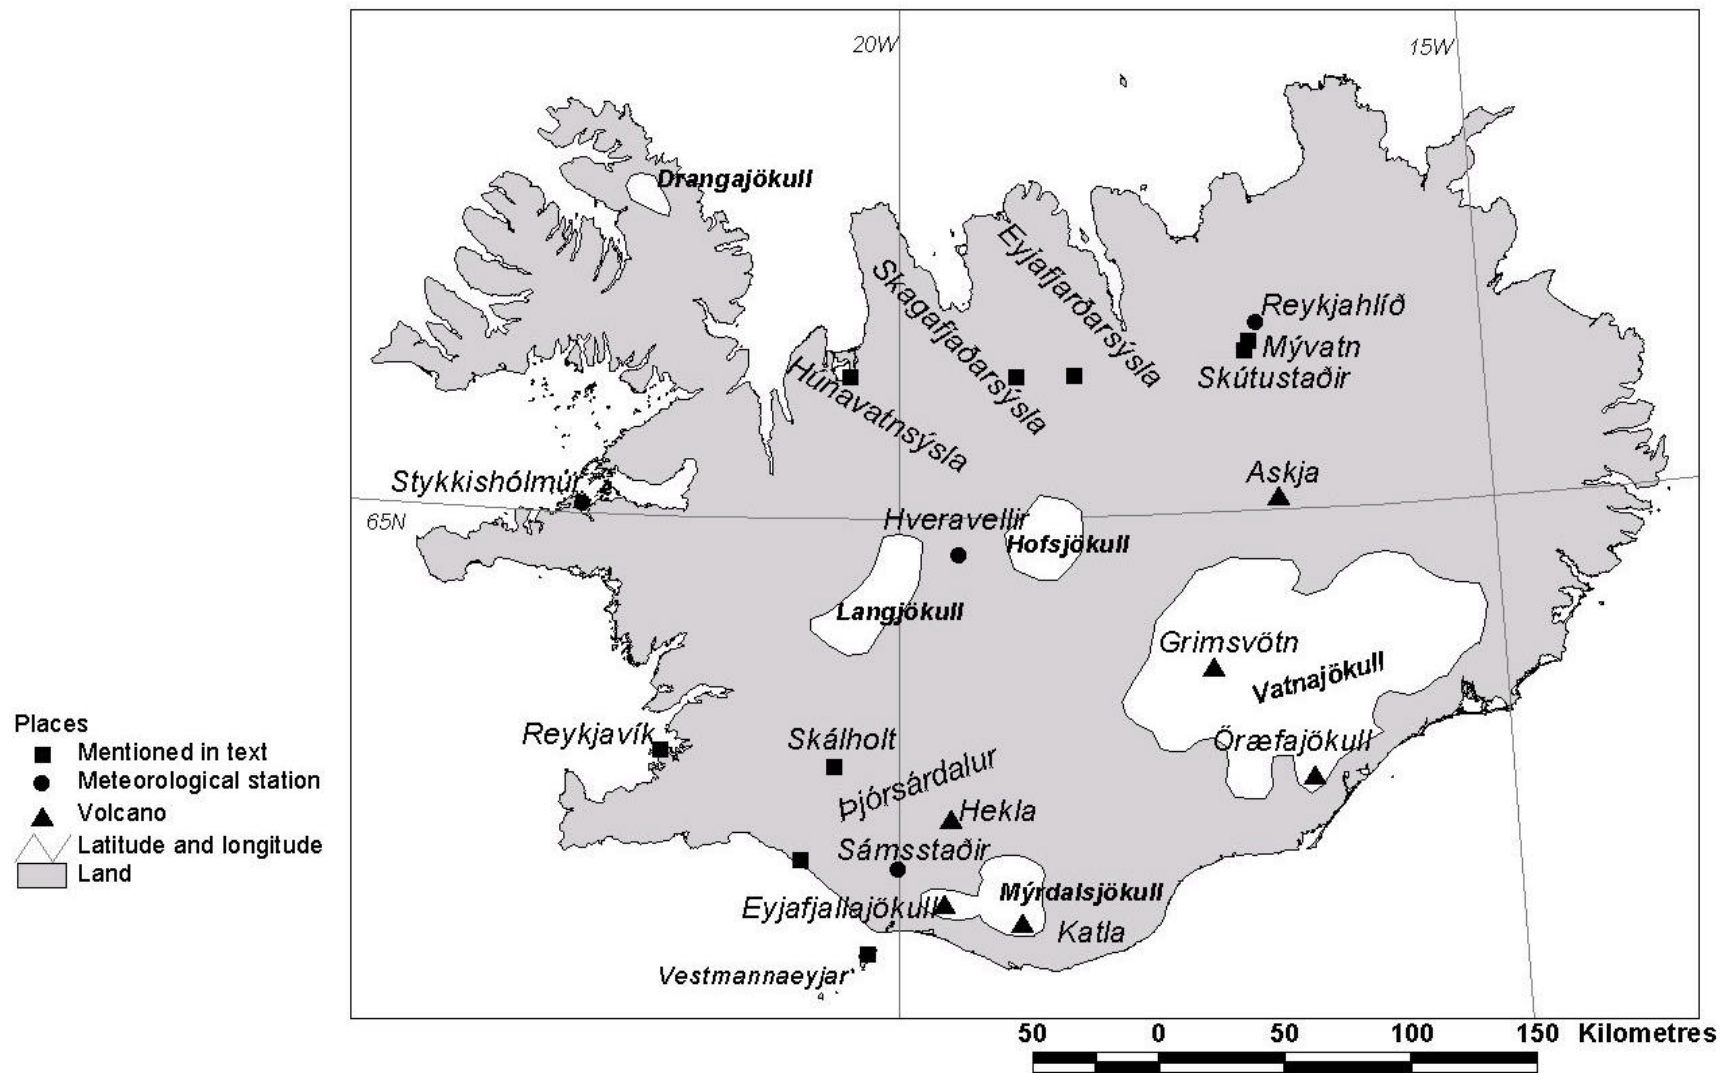 20W
15W
Drangajökull
Eyjafjarðarsýsla
Skagafjaðarsýsla
Reykjahlíð
Mývatn
Skútustaðir
Húnavatnsýsla
Stykkishólmúr
Askja
65N
Hveravellir
Hofsjökull
Langjökull
Grimsvötn
Vatnajökull
Reykjavík
Skálholt
Öræfajökull
Þjórsárdalur
Hekla
Sámsstaðir
Mýrdalsjökull
Eyjafjallajökull
Katla
Vestmannaeyjar
Places
Mentioned in text
Meteorological station
Volcano
Latitude and longitude
Land
50 0 50 100 150 Kilometres